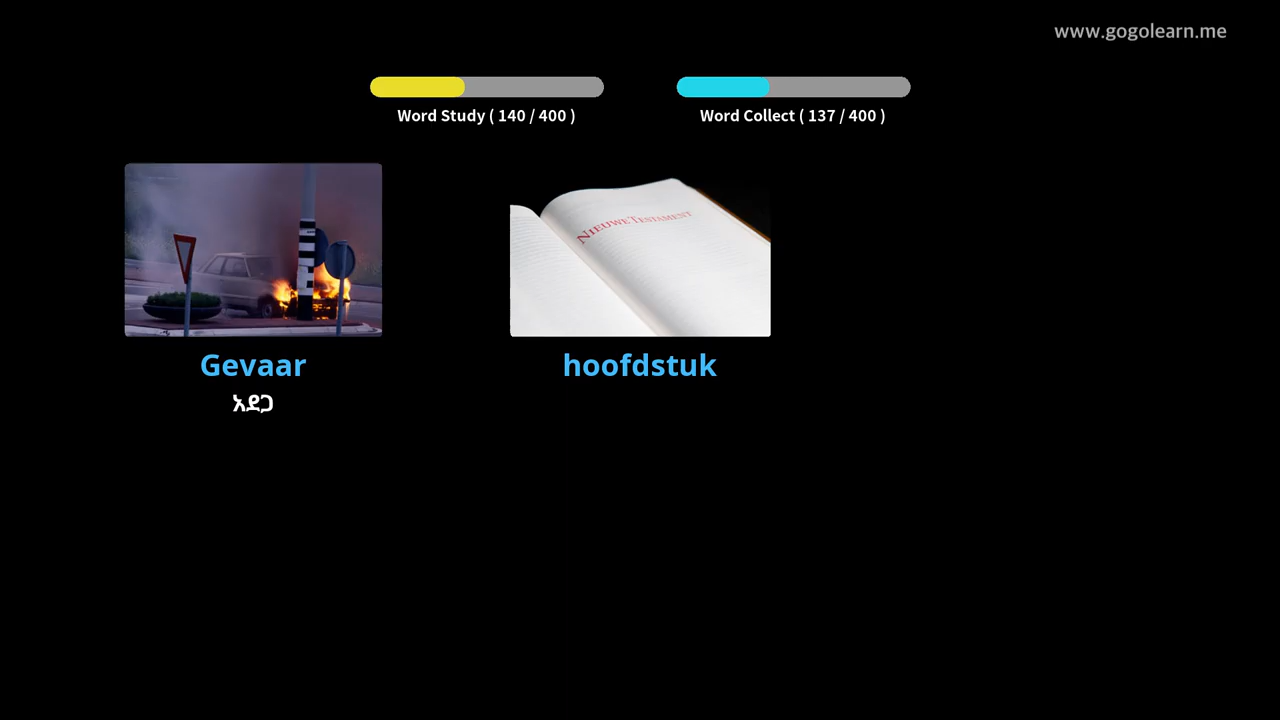 www.gogolearn.me
Word Study ( 140 / 400 )
Word Collect ( 137 / 400 )
NIEUWE TESTAMENT
Gevaar
hoofdstuk
አደጋ